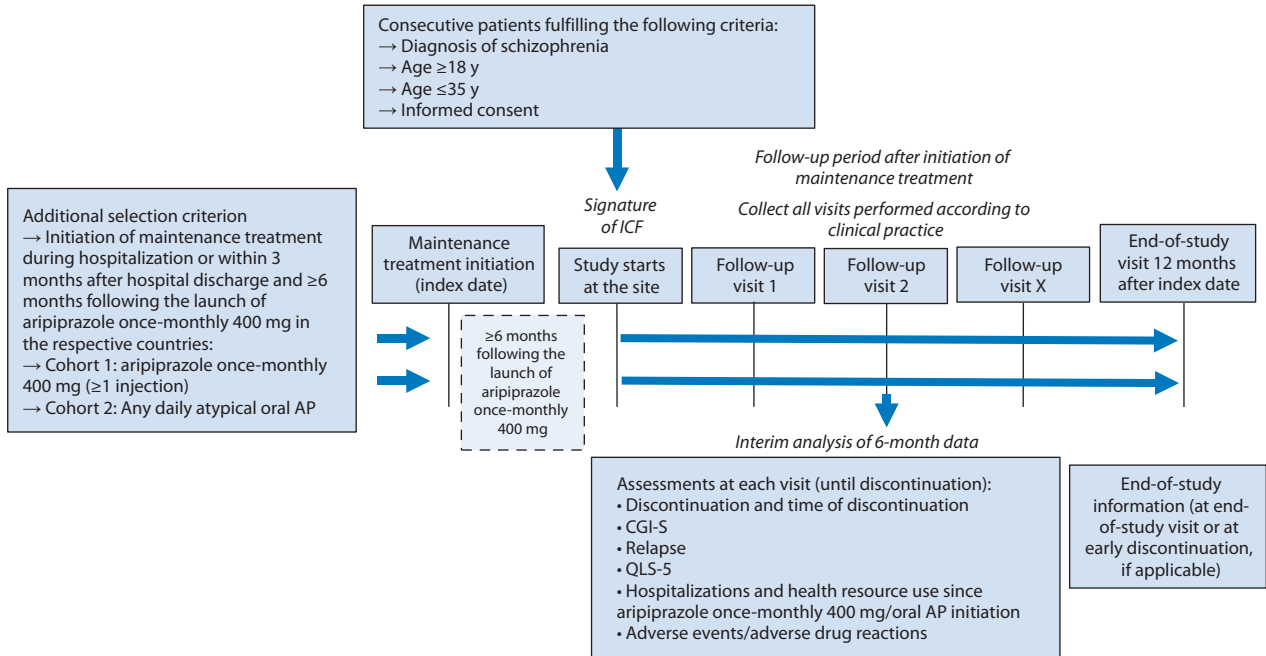 Consecutive patients fulfilling the following criteria:
→ Diagnosis of schizophrenia
→ Age ≥18 y
→ Age ≤35 y
→ Informed consent
Follow-up period after initiation of
maintenance treatment
Additional selection criterion
→ Initiation of maintenance treatment
during hospitalization or within 3
months after hospital discharge and ≥6
months following the launch of
aripiprazole once-monthly 400 mg in
the respective countries:
→ Cohort 1: aripiprazole once-monthly
400 mg (≥1 injection)
→ Cohort 2: Any daily atypical oral AP
Maintenance
treatment initiation
(index date)
≥6 months
following the
launch of
aripiprazole
once-monthly
400 mg
Signature
of ICF
Study starts
at the site
Collect all visits performed according to
clinical practice
Follow-up
visit 1
Follow-up
visit 2
Follow-up
visit X
End-of-study
visit 12 months
after index date
Interim analysis of 6-month data
Assessments at each visit (until discontinuation):
• Discontinuation and time of discontinuation
• CGI-S
• Relapse
• QLS-5
• Hospitalizations and health resource use since
aripiprazole once-monthly 400 mg/oral AP initiation
• Adverse events/adverse drug reactions
End-of-study
information (at end-
of-study visit or at
early discontinuation,
if applicable)